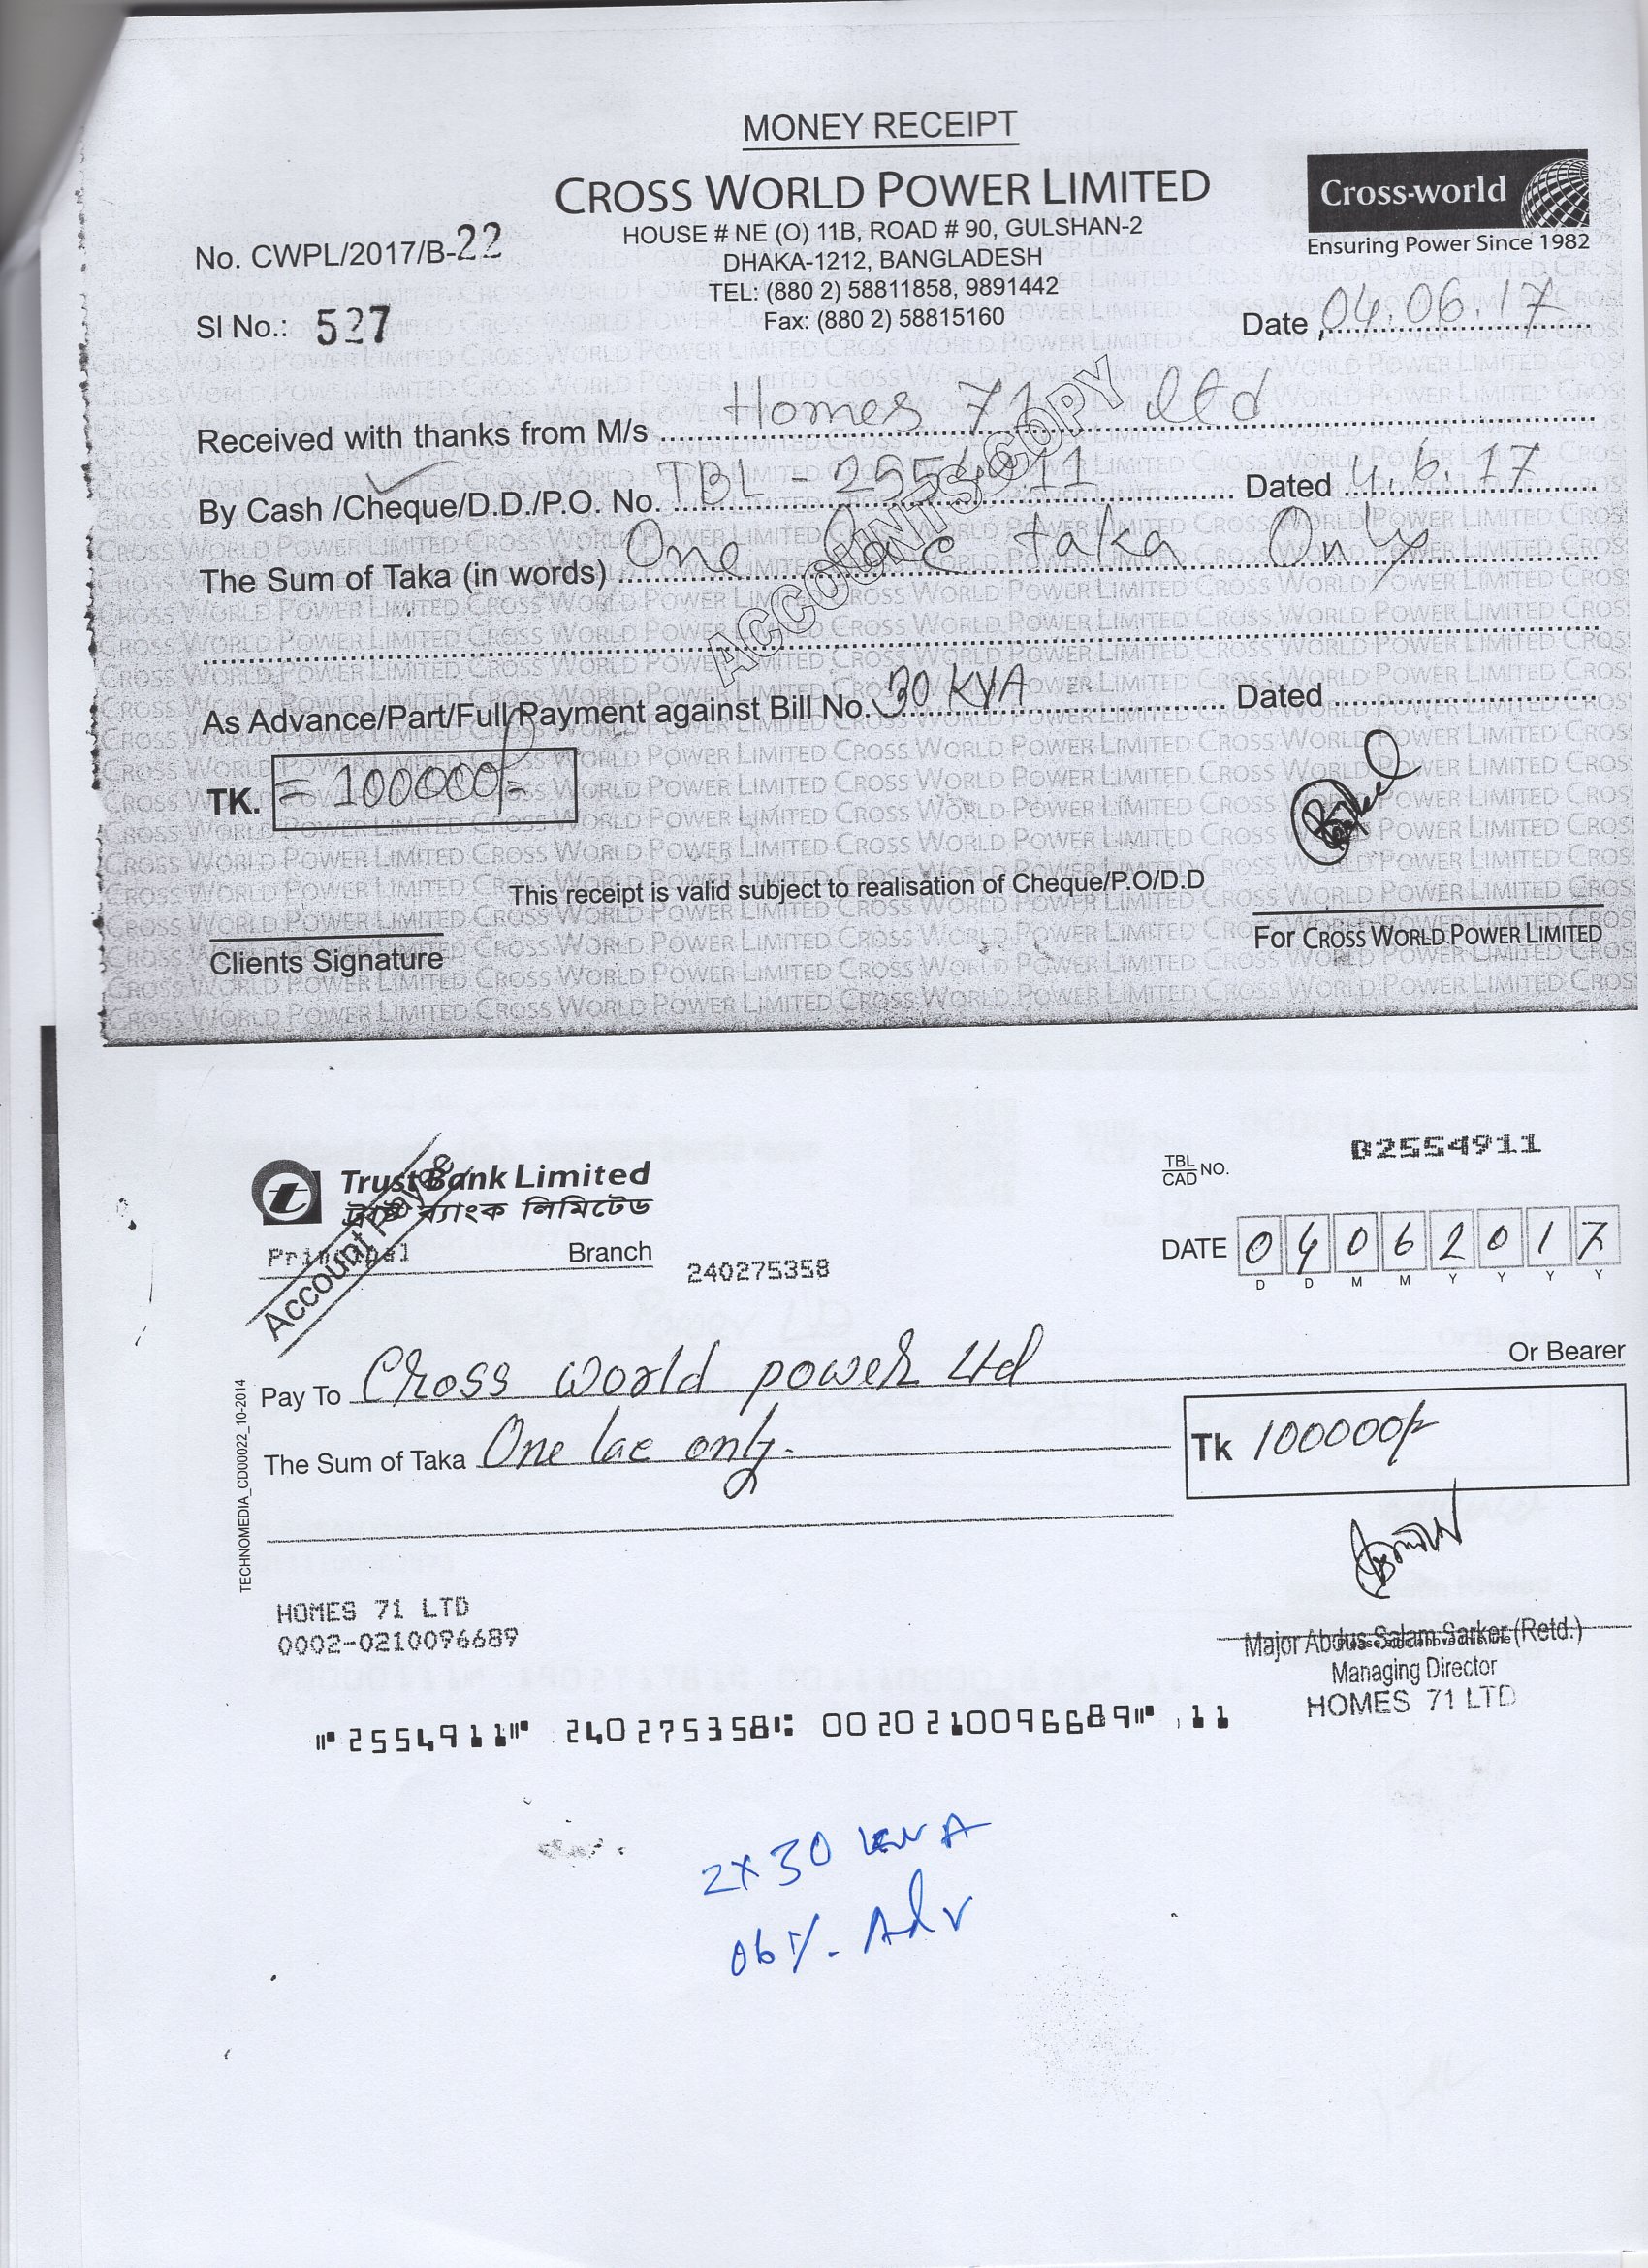 MONEY RECEIPT
CROSS WORLD POWER LIMITED
Cross-world
Ensuring Power Since 1982
HOUSE # NE (O) 11B, ROAD # 90, GULSHAN-2
DHAKA-1212, BANGLADESH
TEL: (880 2) 58811858, 9891442
Fax: (880 2) 58815160
No. CWPL/2017/B-22
Sl No.: 527
Date 04.06.17
Received with thanks from M/s Homes 71 ltd
By Cash /Cheque/D.D./P.O. No. TBL - 2554911 Dated 4.6.17
The Sum of Taka (in words) One lac taka Only
ACCOUNTS COPY
As Advance/Part/Full Payment against Bill No. 30 KVA Dated
TK. = 100000/=
This receipt is valid subject to realisation of Cheque/P.O/D.D
Clients Signature
For CROSS WORLD POWER LIMITED
Trust Bank Limited
ট্রাস্ট ব্যাংক লিমিটেড
Principal Branch
Account Payee
240275358
TBL CAD NO. B2554911
DATE 04062017
D D M M Y Y Y Y
Pay To Cross world power Ltd Or Bearer
The Sum of Taka One lac only.
Tk 100000/-
TECHNOMEDIA_CD00022_10-2014
HOMES 71 LTD
0002-0210096689
Major Abdus Salam Sarker (Retd.)
Please sign above this line
Managing Director
HOMES 71 LTD
⑈2554911⑈ 240275358⑆ 0020210096689⑈ 11
2x30 kVA
06%. Adv